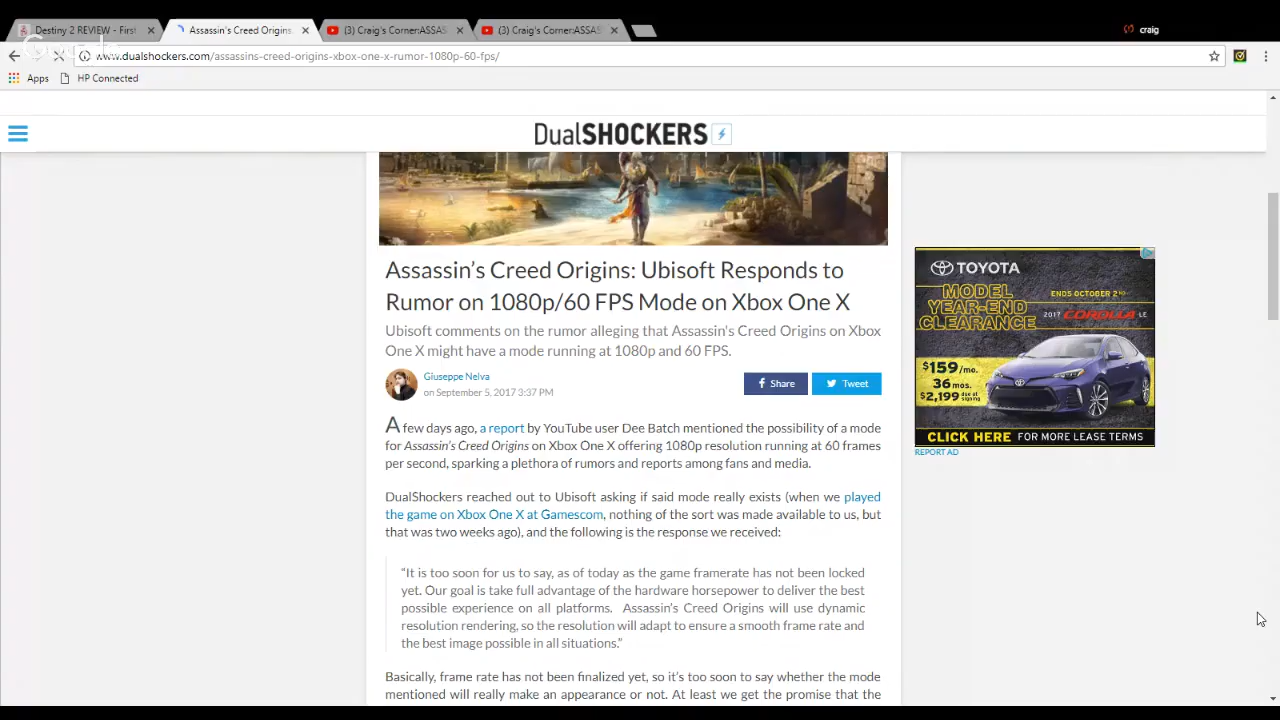 Destiny 2 REVIEW - First
Assassin's Creed Origins
(3) Craig's Corner:ASSAS
(3) Craig's Corner:ASSAS
craig
www.dualshockers.com/assassins-creed-origins-xbox-one-x-rumor-1080p-60-fps/
Apps
HP Connected
DualSHOCKERS
Assassin's Creed Origins: Ubisoft Responds to
Rumor on 1080p/60 FPS Mode on Xbox One X
Ubisoft comments on the rumor alleging that Assassin's Creed Origins on Xbox
One X might have a mode running at 1080p and 60 FPS.
Giuseppe Nelva
on September 5, 2017 3:37 PM
Share
Tweet
A few days ago, a report by YouTube user Dee Batch mentioned the possibility of a mode
for Assassin's Creed Origins on Xbox One X offering 1080p resolution running at 60 frames
per second, sparking a plethora of rumors and reports among fans and media.
DualShockers reached out to Ubisoft asking if said mode really exists (when we played
the game on Xbox One X at Gamescom, nothing of the sort was made available to us, but
that was two weeks ago), and the following is the response we received:
“It is too soon for us to say, as of today as the game framerate has not been locked
yet. Our goal is take full advantage of the hardware horsepower to deliver the best
possible experience on all platforms. Assassin's Creed Origins will use dynamic
resolution rendering, so the resolution will adapt to ensure a smooth frame rate and
the best image possible in all situations.”
Basically, frame rate has not been finalized yet, so it's too soon to say whether the mode
mentioned will really make an appearance or not. At least we get the promise that the
TOYOTA
MODEL
YEAR-END
CLEARANCE
ENDS OCTOBER 2ND
2017 COROLLA LE
$159/mo.
36 mos.
$2,199 due at signing
CLICK HERE FOR MORE LEASE TERMS
REPORT AD